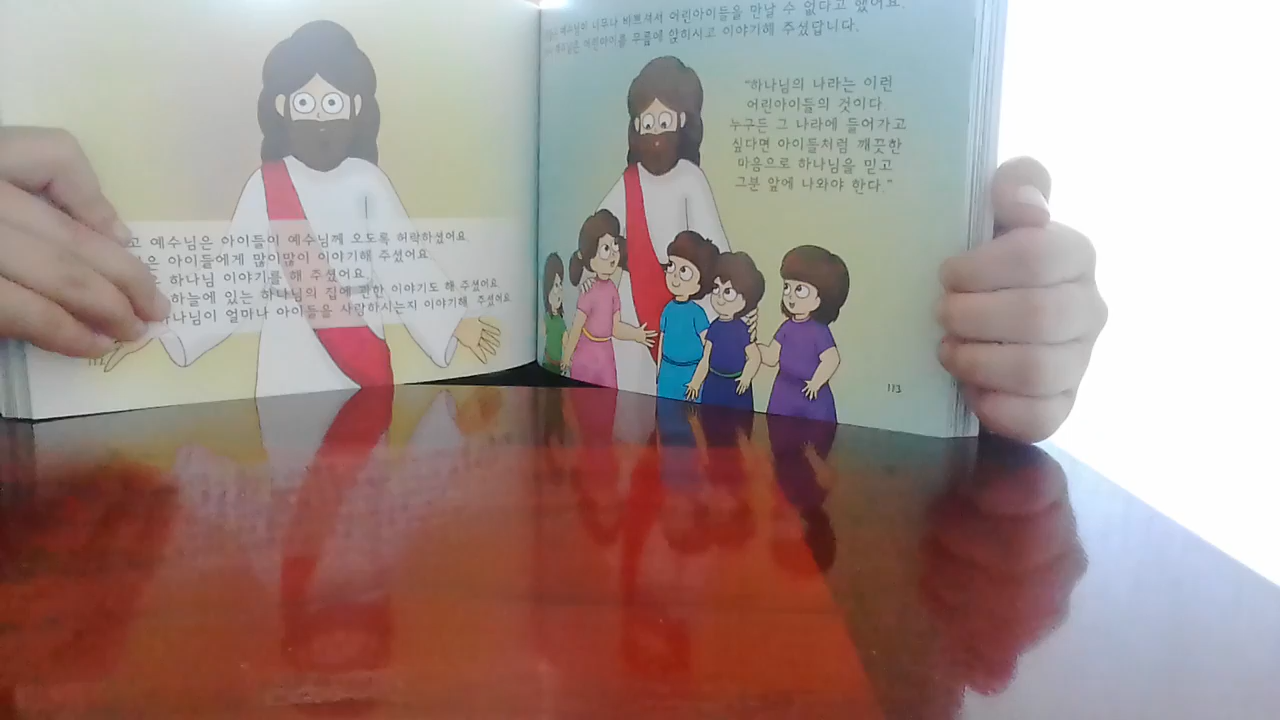 고 예수님은 아이들이 예수님께 오도록 허락하셨어요.
은 아이들에게 많이많이 이야기해 주셨어요.
은 하나님 이야기를 해 주셨어요.
하늘에 있는 하나님의 집에 관한 이야기도 해 주셨어요.
나님이 얼마나 아이들을 사랑하시는지 이야기해 주셨어요.
예수님이 너무나 바쁘셔서 어린아이들을 만날 수 없다고 했어요.
어린아이를 무릎에 앉히시고 이야기해 주셨답니다.
"하나님의 나라는 이런
어린아이들의 것이다.
누구든 그 나라에 들어가고
싶다면 아이들처럼 깨끗한
마음으로 하나님을 믿고
그분 앞에 나와야 한다."
113